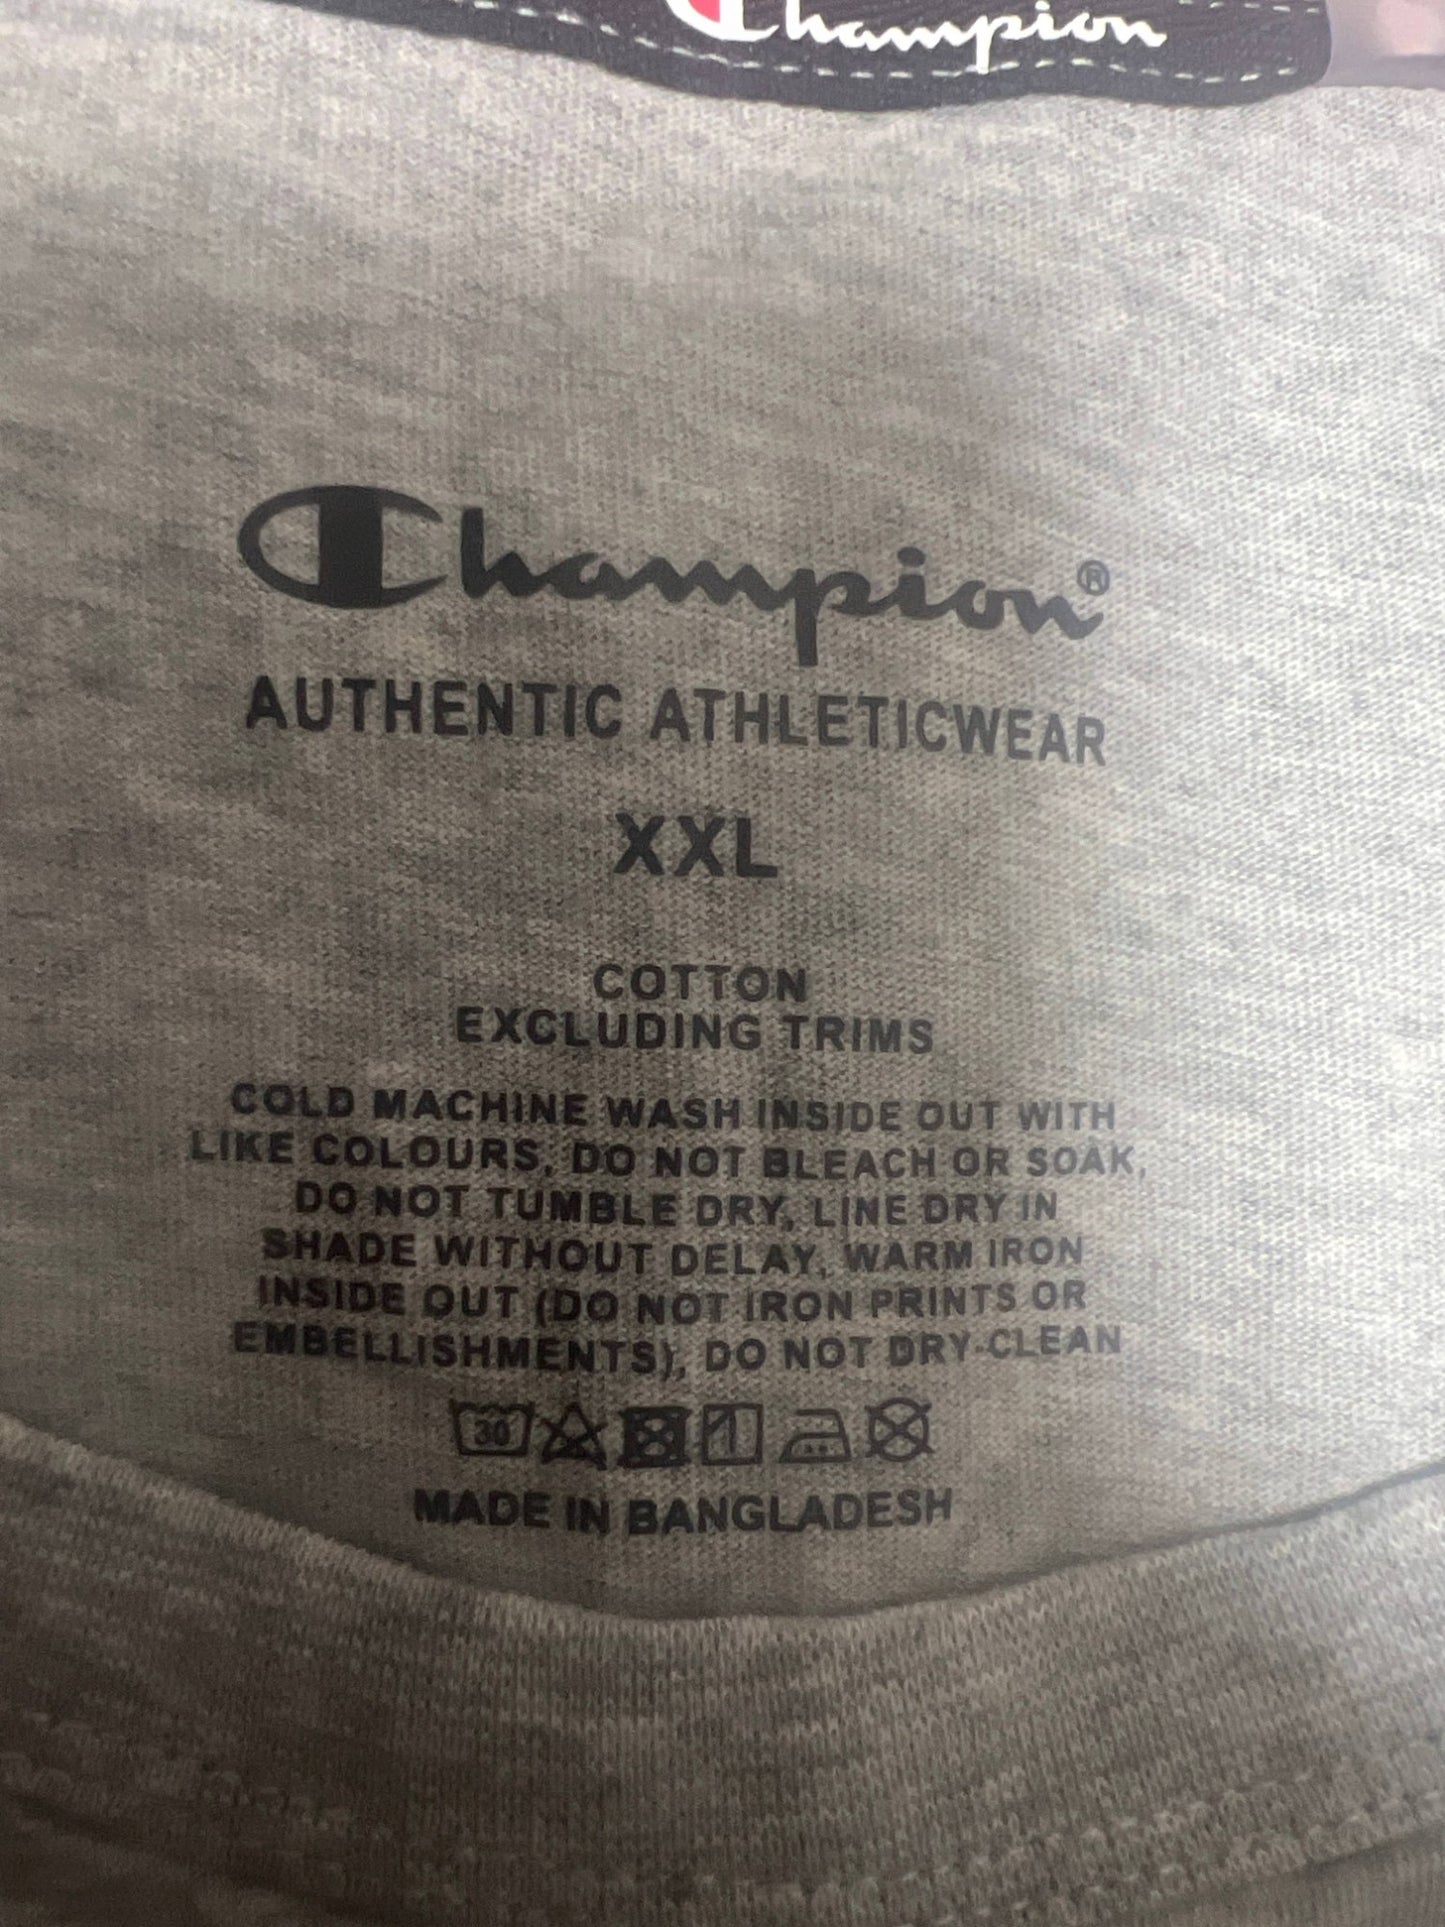 Champion
Champion®
AUTHENTIC ATHLETICWEAR
XXL
COTTON
EXCLUDING TRIMS
COLD MACHINE WASH INSIDE OUT WITH
LIKE COLOURS, DO NOT BLEACH OR SOAK,
DO NOT TUMBLE DRY, LINE DRY IN
SHADE WITHOUT DELAY, WARM IRON
INSIDE OUT (DO NOT IRON PRINTS OR
EMBELLISHMENTS), DO NOT DRY-CLEAN
30
MADE IN BANGLADESH